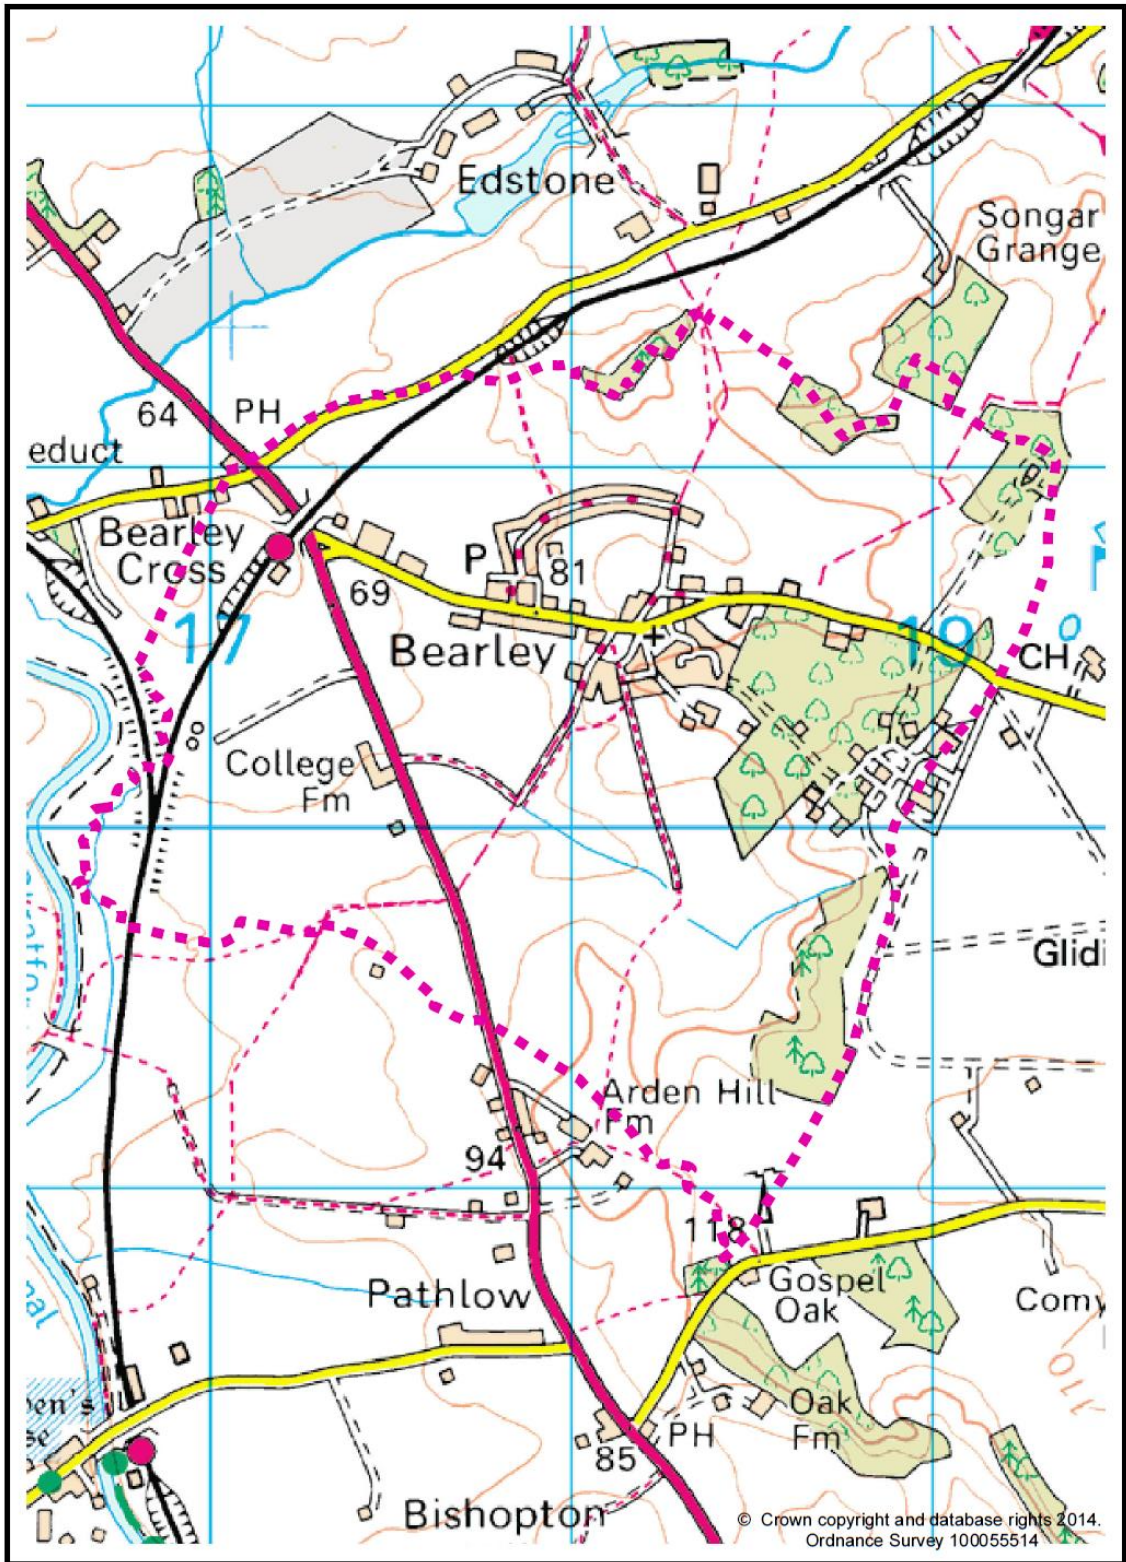 Edstone
Songar
Grange
64
PH
educt
Bearley
Cross
P
81
69
17
19
Bearley
CH
College
Fm
Glidi
Arden Hill
Fm
94
118
Gospel
Oak
Pathlow
Comy
Oak
Fm
110
PH
85
Bishopton
© Crown copyright and database rights 2014.
Ordnance Survey 100055514